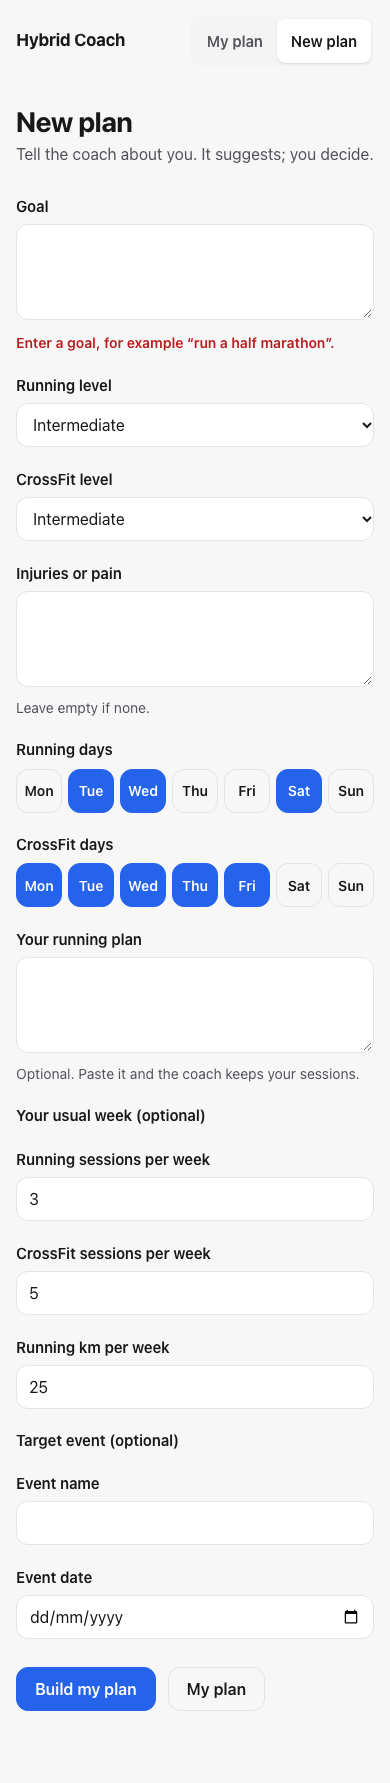 Hybrid Coach
My plan
New plan
New plan
Tell the coach about you. It suggests; you decide.
Goal
Enter a goal, for example “run a half marathon”.
Running level
Intermediate
CrossFit level
Intermediate
Injuries or pain
Leave empty if none.
Running days
Mon Tue Wed Thu Fri Sat Sun
CrossFit days
Mon Tue Wed Thu Fri Sat Sun
Your running plan
Optional. Paste it and the coach keeps your sessions.
Your usual week (optional)
Running sessions per week
3
CrossFit sessions per week
5
Running km per week
25
Target event (optional)
Event name
Event date
dd/mm/yyyy
Build my plan
My plan